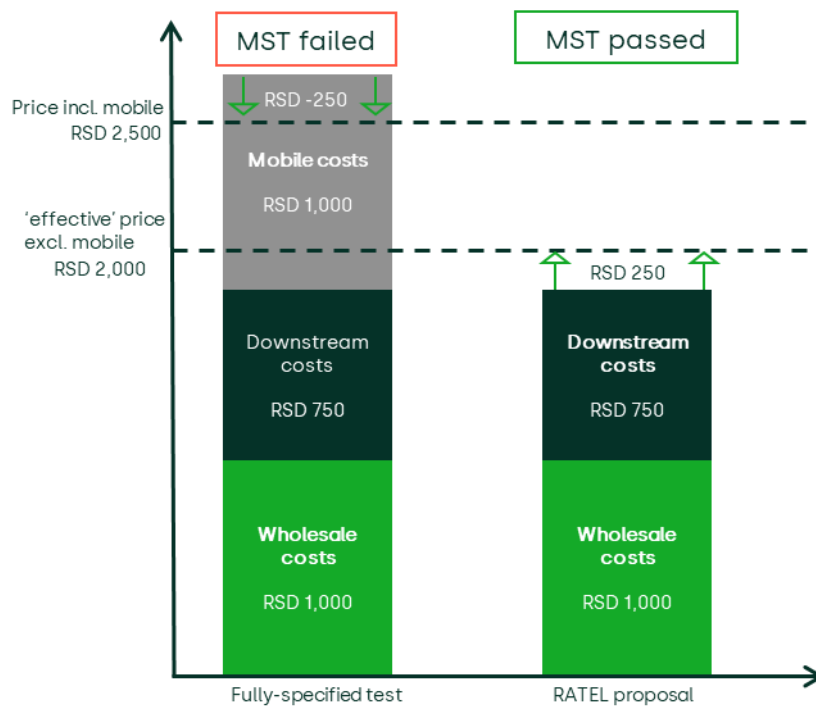 MST failed
MST passed
RSD -250
Price incl. mobile
RSD 2,500
Mobile costs
RSD 1,000
‘effective’ price
excl. mobile
RSD 2,000
RSD 250
Downstream
costs
RSD 750
Downstream
costs
RSD 750
Wholesale
costs
RSD 1,000
Wholesale
costs
RSD 1,000
Fully-specified test
RATEL proposal